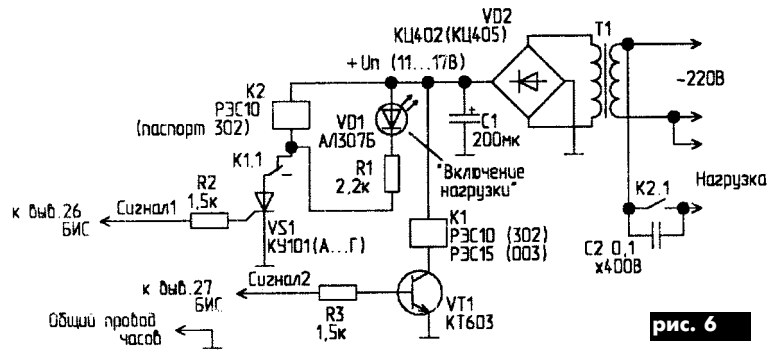 VD2
КЦ402(КЦ405)
T1
+Uп (11...17В)
~220В
K2
РЭС10
(паспорт 302)
VD1
АЛ307Б
C1
200мк
"Включение
нагрузки"
K1.1
R1
2,2к
Нагрузка
K2.1
R2
1,5к
к выв.26
БИС
Сигнал1
VS1
КУ101(А...Г)
K1
РЭС10 (302)
РЭС15 (003)
C2 0,1
х400В
к выв.27
БИС
Сигнал2
R3
1,5к
VT1
КТ603
Общий провод
часов
рис. 6